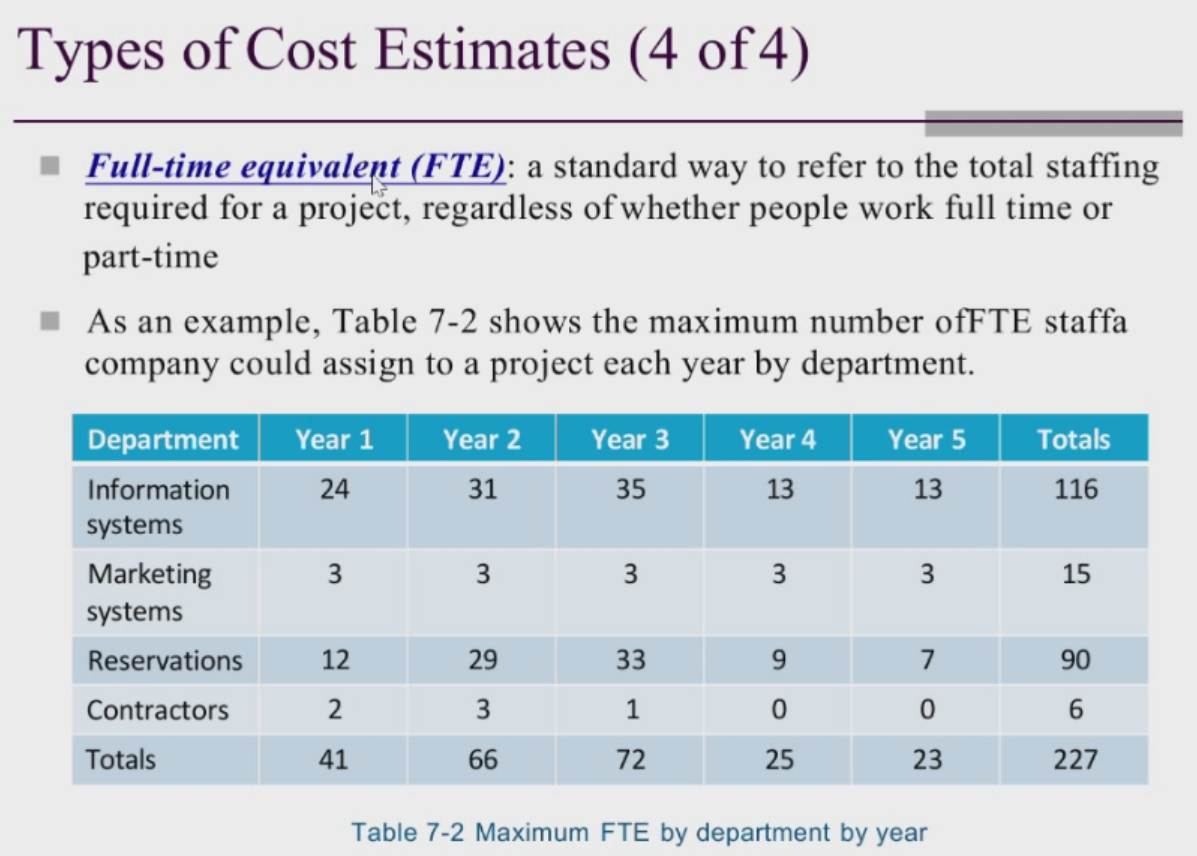 Types of Cost Estimates (4 of 4)
Full-time equivalent (FTE): a standard way to refer to the total staffing
required for a project, regardless of whether people work full time or
part-time
As an example, Table 7-2 shows the maximum number ofFTE staffa
company could assign to a project each year by department.
Department Year 1 Year 2 Year 3 Year 4 Year 5 Totals
Information 24 31 35 13 13 116
systems
Marketing 3 3 3 3 3 15
systems
Reservations 12 29 33 9 7 90
Contractors 2 3 1 0 0 6
Totals 41 66 72 25 23 227
Table 7-2 Maximum FTE by department by year